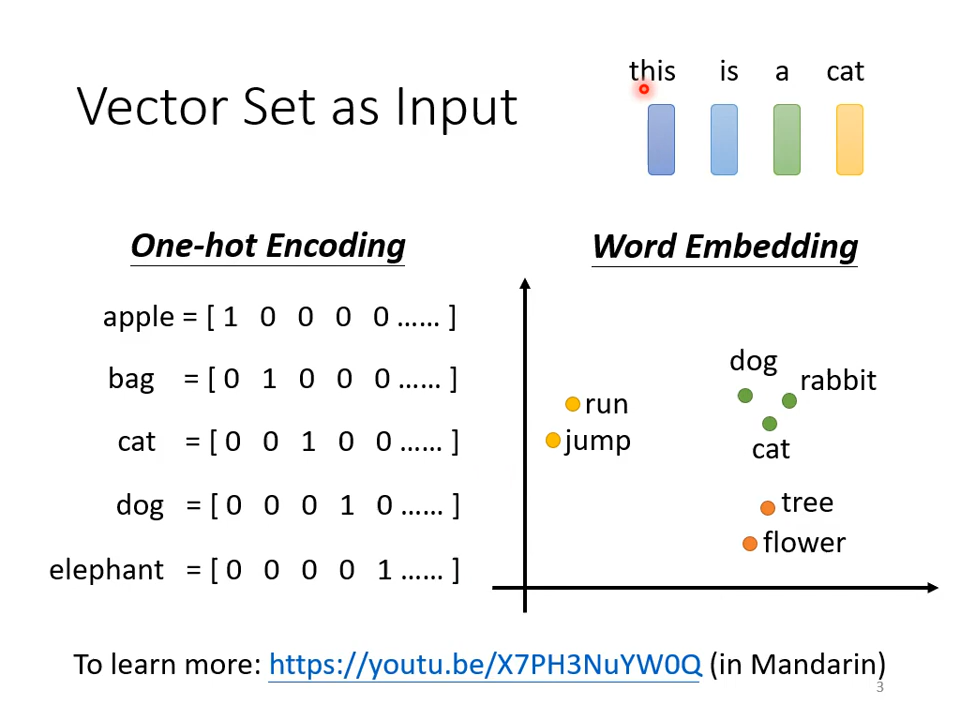 this is a cat
Vector Set as Input
One-hot Encoding
apple = [ 1 0 0 0 0 …… ]
bag = [ 0 1 0 0 0 …… ]
cat = [ 0 0 1 0 0 …… ]
dog = [ 0 0 0 1 0 …… ]
elephant = [ 0 0 0 0 1 …… ]
Word Embedding
dog
rabbit
cat
run
jump
tree
flower
To learn more: https://youtu.be/X7PH3NuYW0Q (in Mandarin)
3